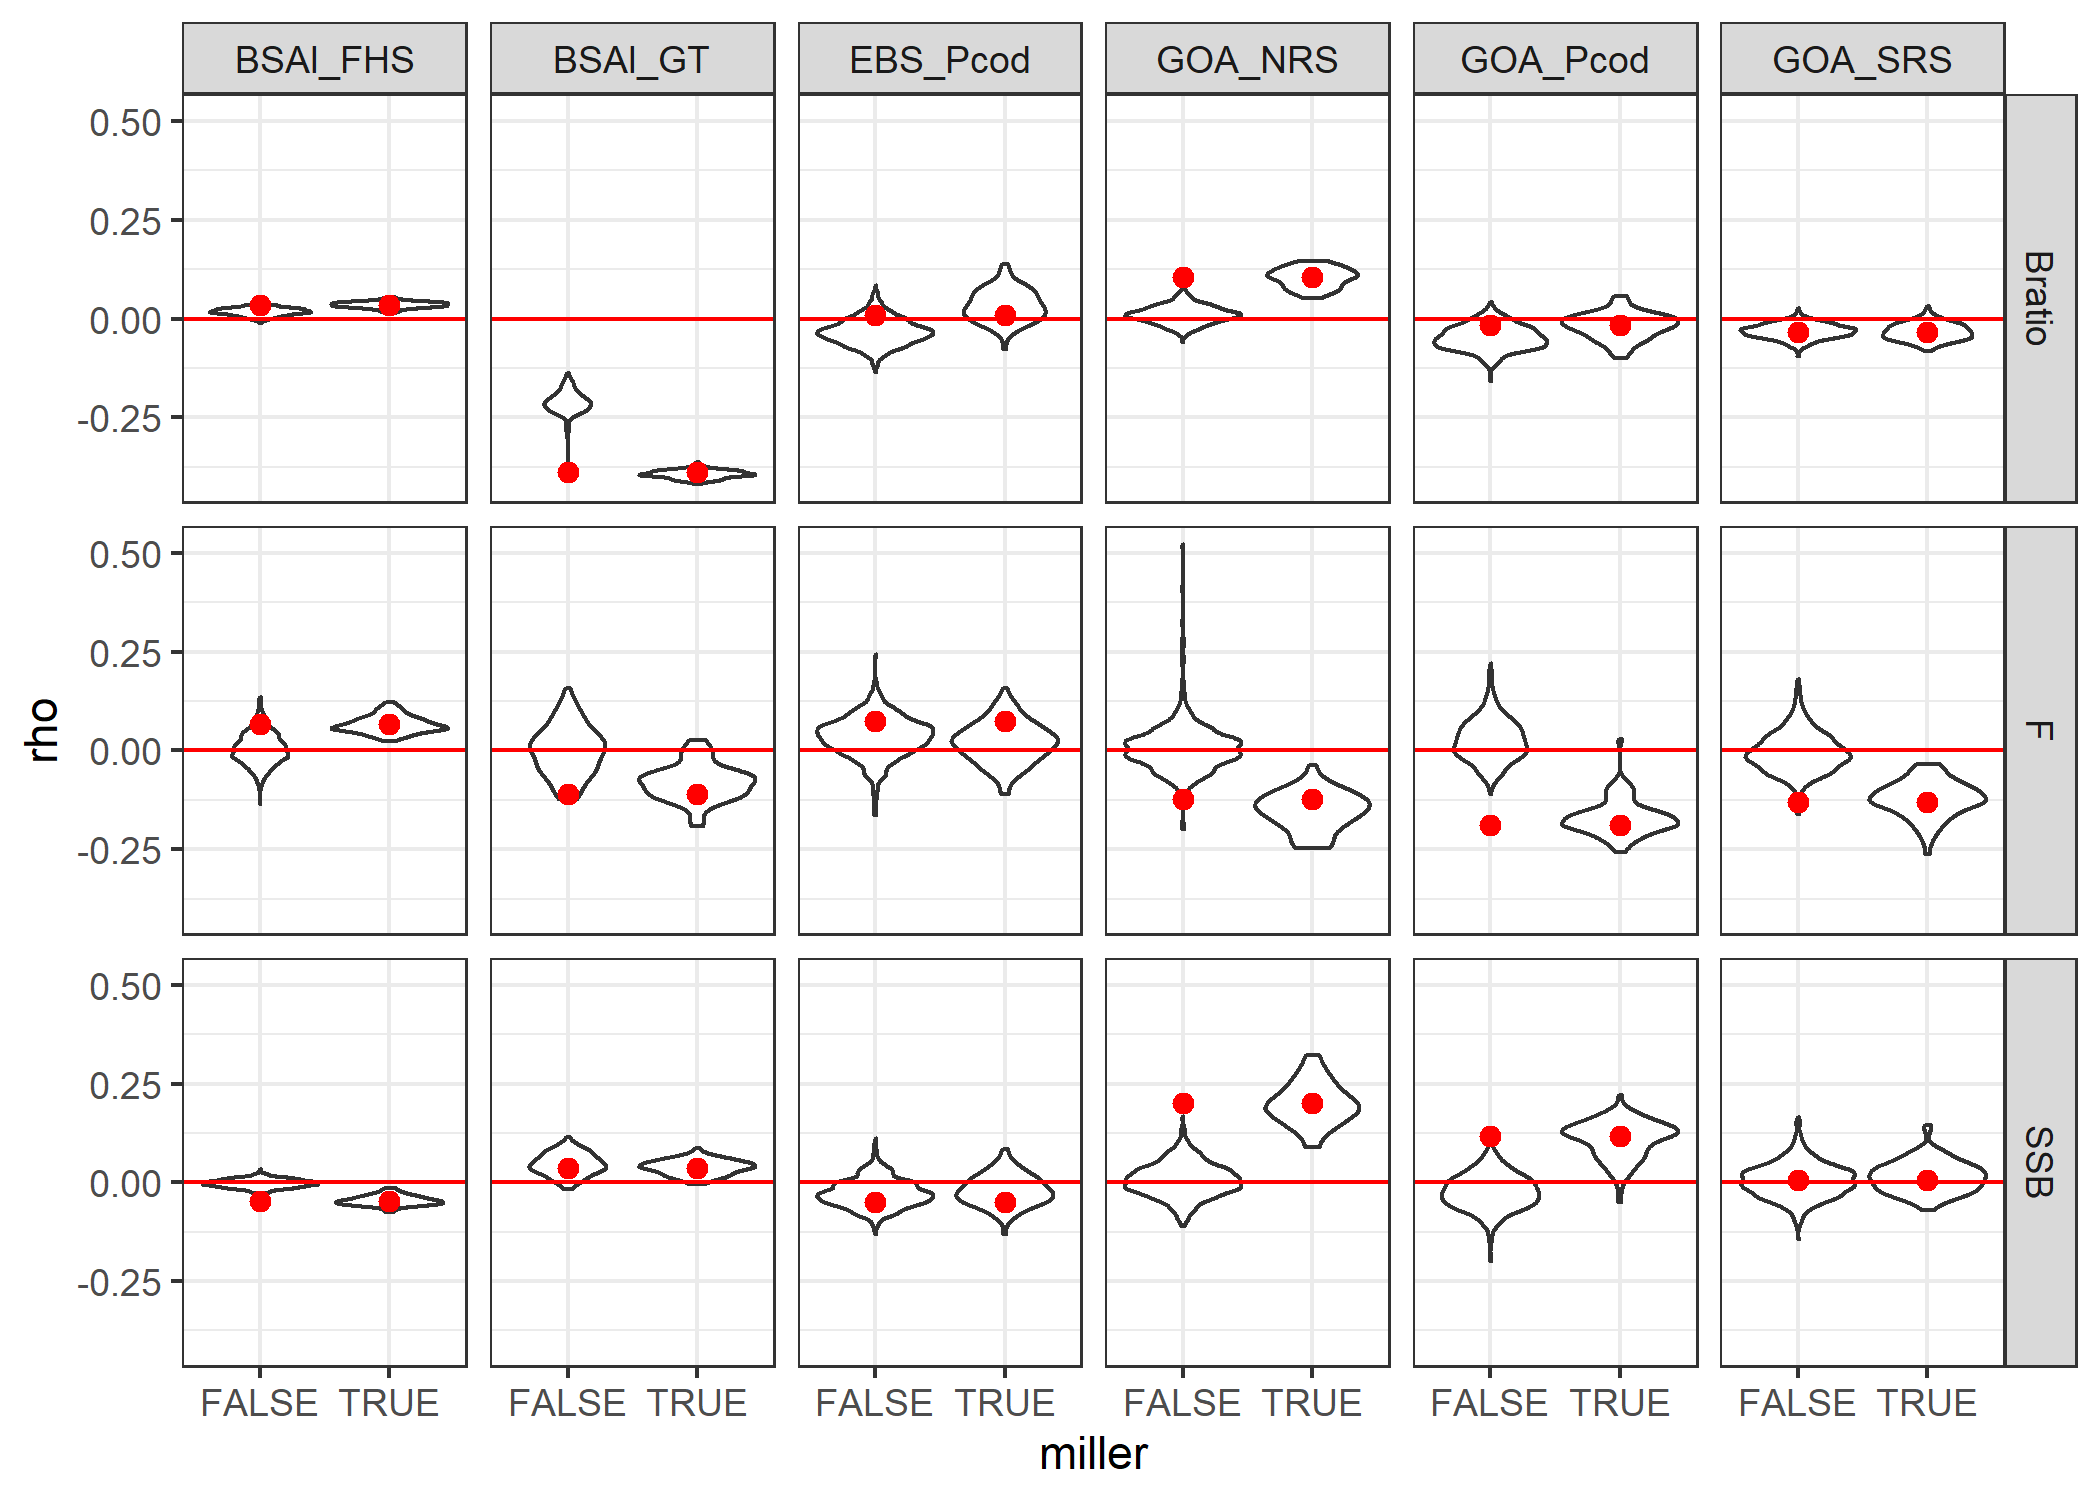 BSAI_FHS BSAI_GT EBS_Pcod GOA_NRS GOA_Pcod GOA_SRS
0.50
0.25
0.00
-0.25
Bratio
0.50
0.25
0.00
-0.25
F
0.50
0.25
0.00
-0.25
SSB
rho
FALSE TRUE FALSE TRUE FALSE TRUE FALSE TRUE FALSE TRUE FALSE TRUE
miller